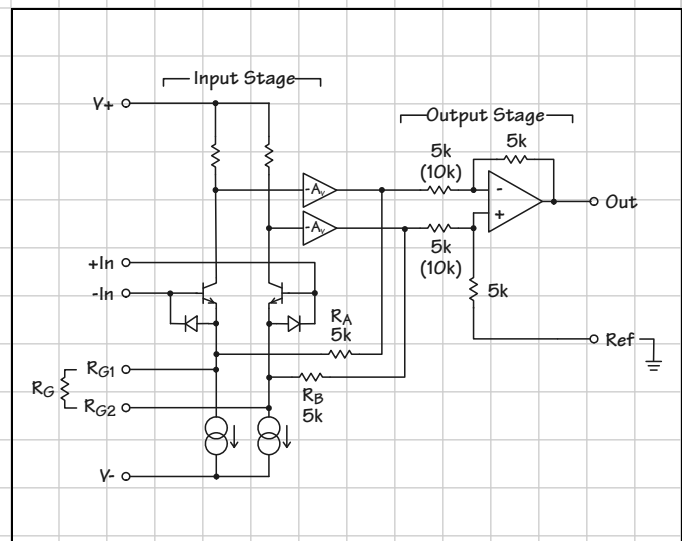 Input Stage
V+
Output Stage
5k
5k
(10k)
-Av
-
Out
-Av
+
5k
(10k)
+In
-In
5k
RA
5k
Ref
RG1
RG
RG2
RB
5k
V-